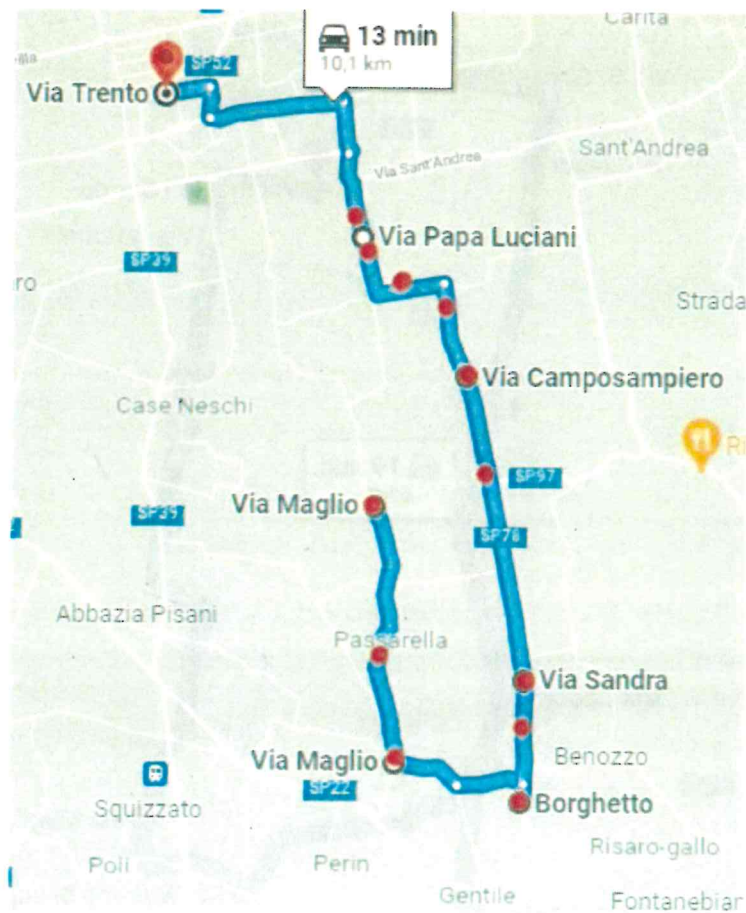 Carità
13 min
10,1 km
SP52
Via Trento
Via Sant'Andrea
Sant'Andrea
Via Papa Luciani
SP39
Strada
Via Camposampiero
Case Neschi
SP97
Via Maglio
SP39
SP78
Abbazia Pisani
Passarella
Via Sandra
Via Maglio
Benozzo
SP22
Borghetto
Squizzato
Risaro-gallo
Poli
Perin
Gentile